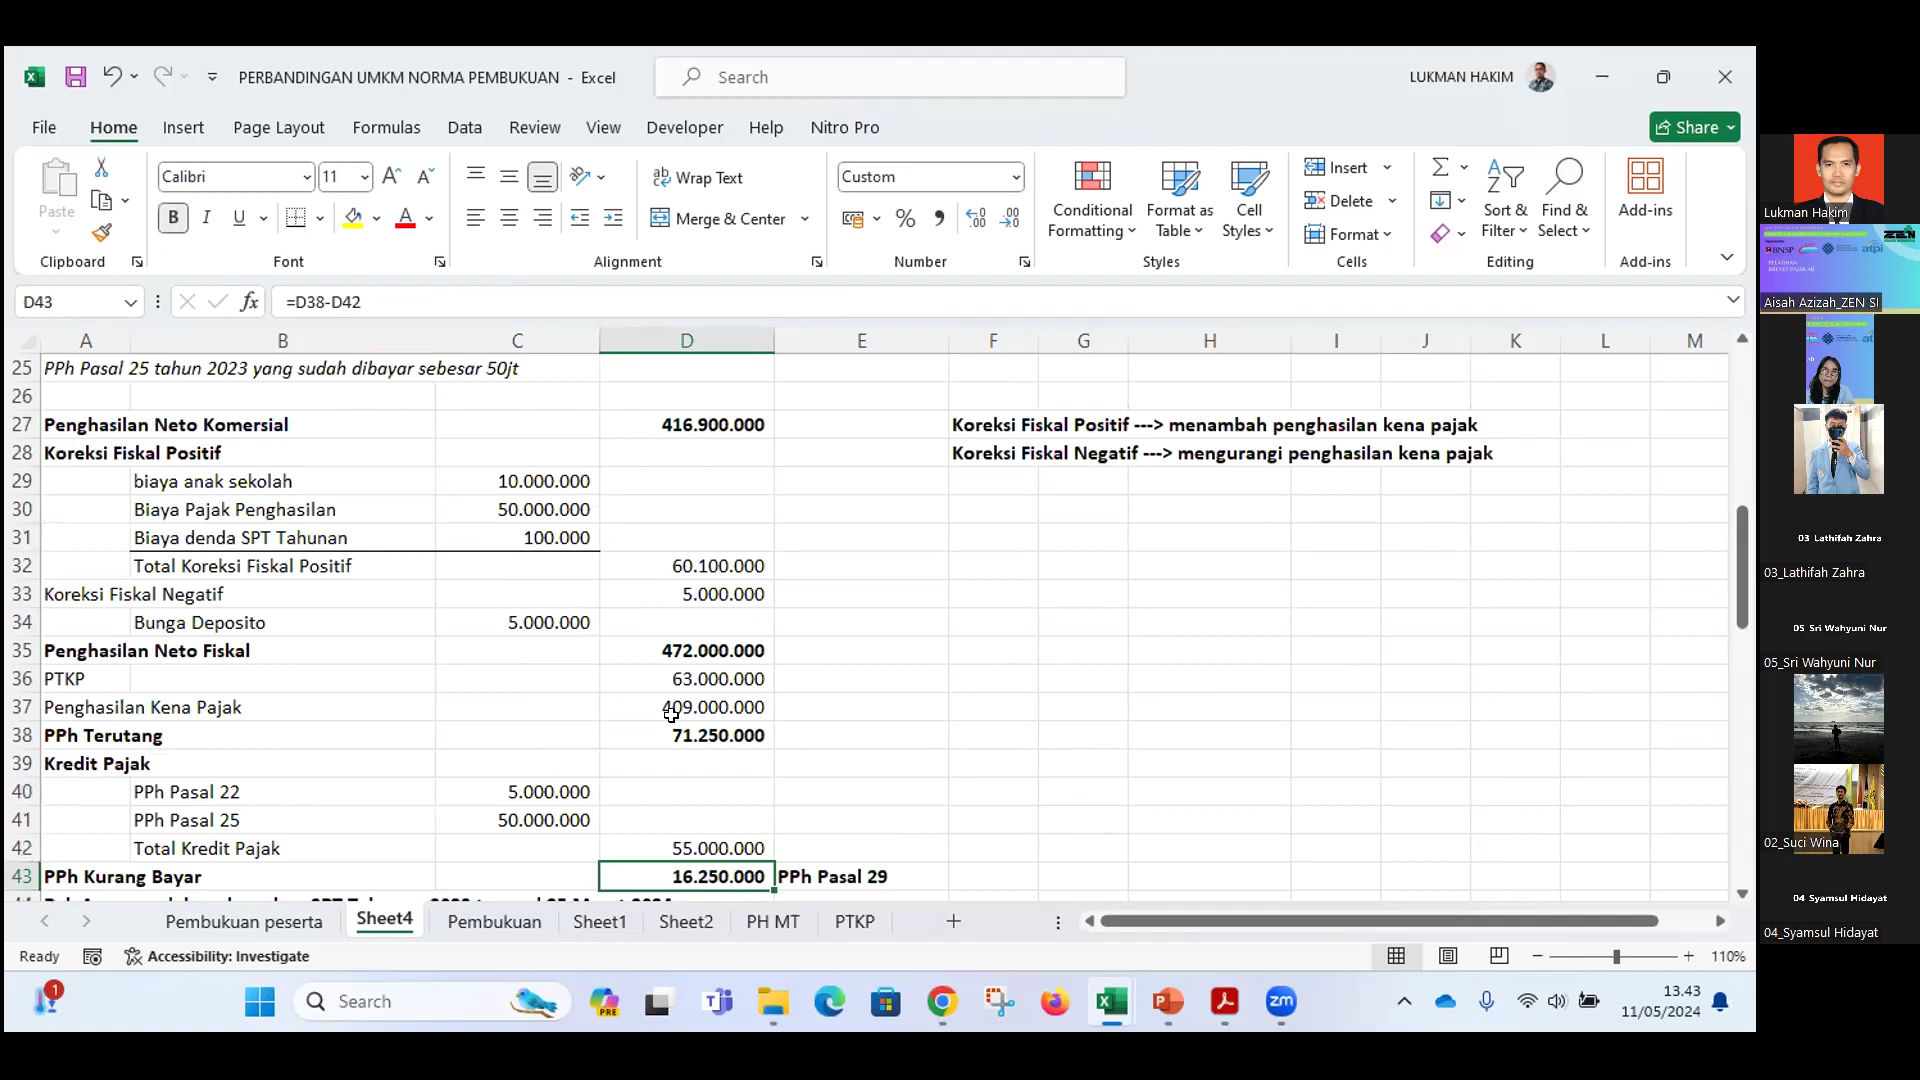 PERBANDINGAN UMKM NORMA PEMBUKUAN - Excel
Search
LUKMAN HAKIM
File Home Insert Page Layout Formulas Data Review View Developer Help Nitro Pro
Share
Paste
Calibri 11
Wrap Text
Merge & Center
Custom
Conditional Formatting
Format as Table
Cell Styles
Insert
Delete
Format
Sort & Filter
Find & Select
Add-ins
Clipboard Font Alignment Number Styles Cells Editing Add-ins
D43 fx =D38-D42
A B C D E F G H I J K L M
25 PPh Pasal 25 tahun 2023 yang sudah dibayar sebesar 50jt
26
27 Penghasilan Neto Komersial 416.900.000 Koreksi Fiskal Positif ---> menambah penghasilan kena pajak
28 Koreksi Fiskal Positif Koreksi Fiskal Negatif ---> mengurangi penghasilan kena pajak
29 biaya anak sekolah 10.000.000
30 Biaya Pajak Penghasilan 50.000.000
31 Biaya denda SPT Tahunan 100.000
32 Total Koreksi Fiskal Positif 60.100.000
33 Koreksi Fiskal Negatif 5.000.000
34 Bunga Deposito 5.000.000
35 Penghasilan Neto Fiskal 472.000.000
36 PTKP 63.000.000
37 Penghasilan Kena Pajak 409.000.000
38 PPh Terutang 71.250.000
39 Kredit Pajak
40 PPh Pasal 22 5.000.000
41 PPh Pasal 25 50.000.000
42 Total Kredit Pajak 55.000.000
43 PPh Kurang Bayar 16.250.000 PPh Pasal 29
Pembukuan peserta Sheet4 Pembukuan Sheet1 Sheet2 PH MT PTKP
Ready Accessibility: Investigate 110%
1
Search
PRE
zm
13.43
11/05/2024
Lukman Hakim
ZEN
BNSP
atpi
PELATIHAN
BREVET PAJAK AB
Aisah Azizah_ZEN SI
03 Lathifah Zahra
03_Lathifah Zahra
05 Sri Wahyuni Nur
05_Sri Wahyuni Nur
02_Suci Wina
04 Syamsul Hidayat
04_Syamsul Hidayat